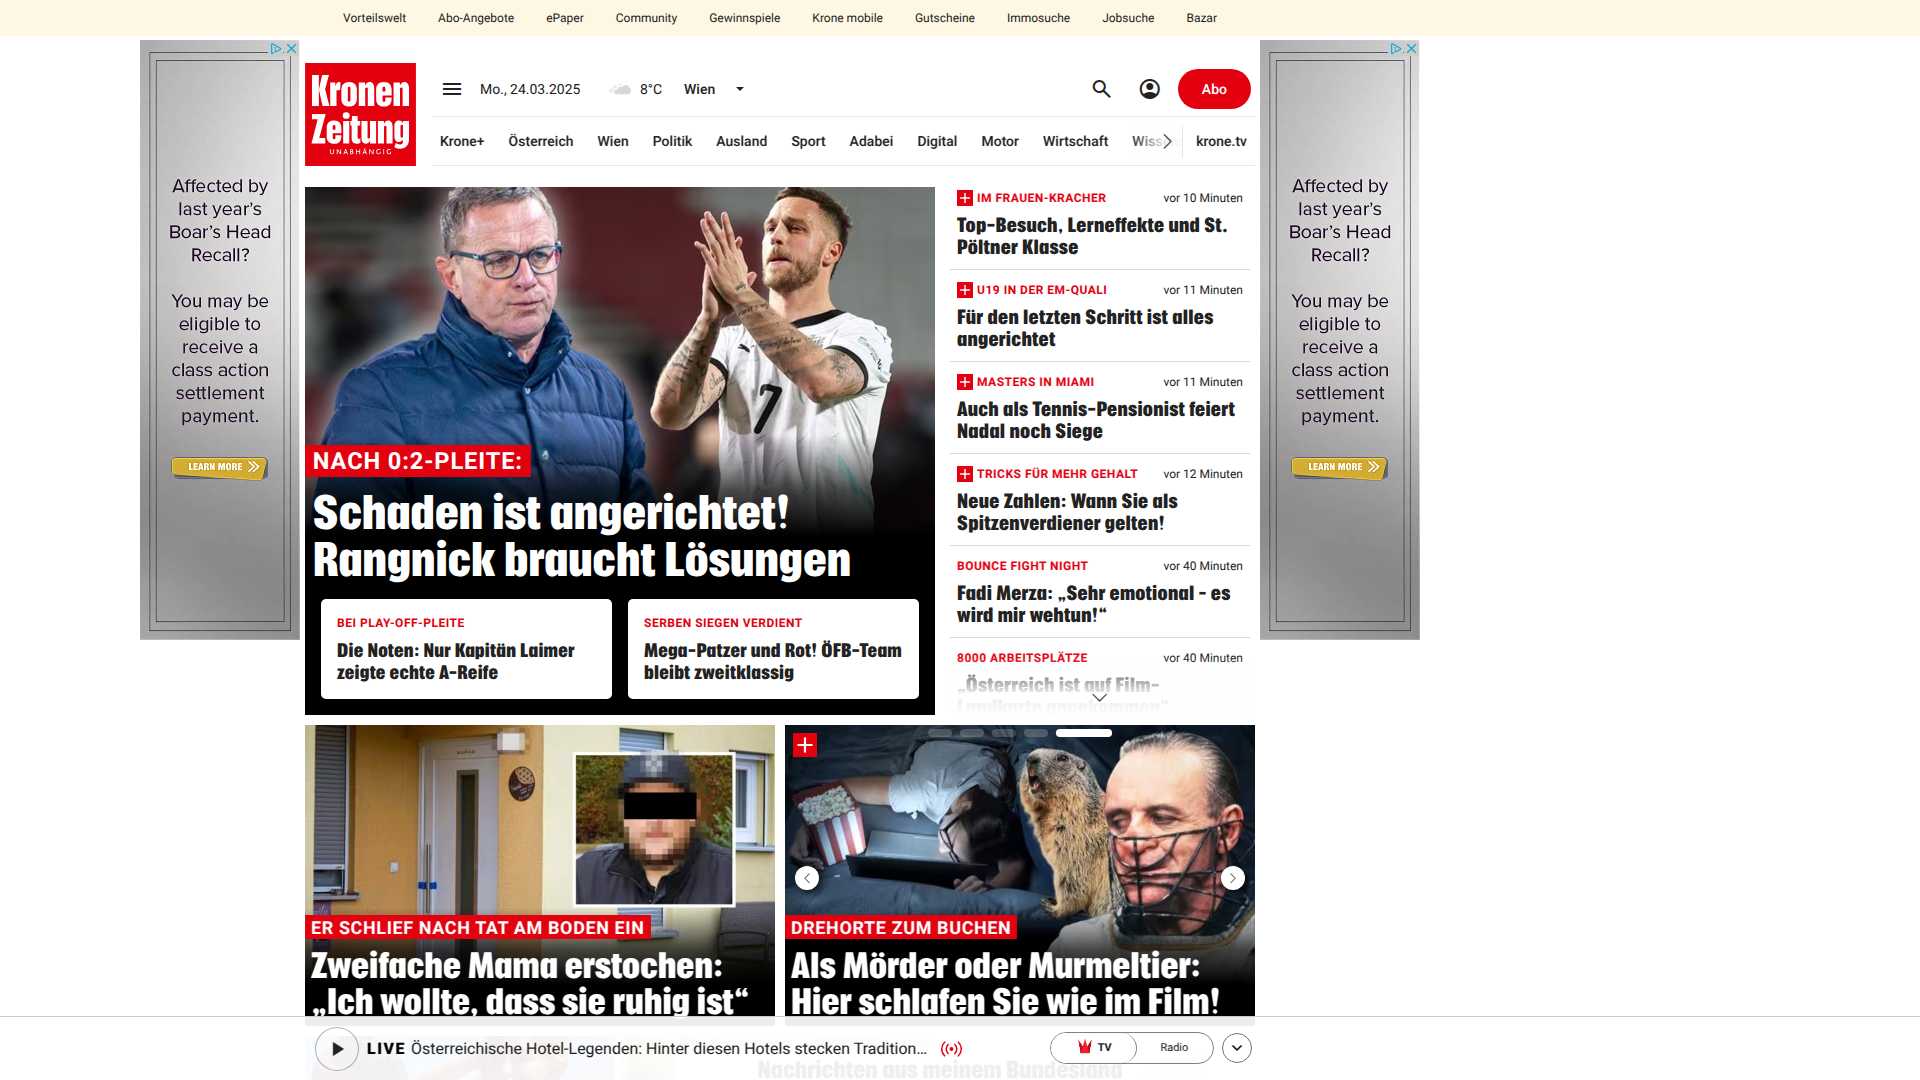 Vorteilswelt Abo-Angebote ePaper Community Gewinnspiele Krone mobile Gutscheine Immosuche Jobsuche Bazar
Kronen
Zeitung
UNABHÄNGIG
Mo., 24.03.2025 8°C Wien
Abo
Krone+ Österreich Wien Politik Ausland Sport Adabei Digital Motor Wirtschaft Wiss krone.tv
Affected by
last year's
Boar's Head
Recall?
You may be
eligible to
receive a
class action
settlement
payment.
LEARN MORE
NACH 0:2-PLEITE:
Schaden ist angerichtet!
Rangnick braucht Lösungen
BEI PLAY-OFF-PLEITE
Die Noten: Nur Kapitän Laimer
zeigte echte A-Reife
SERBEN SIEGEN VERDIENT
Mega-Patzer und Rot! ÖFB-Team
bleibt zweitklassig
IM FRAUEN-KRACHER vor 10 Minuten
Top-Besuch, Lerneffekte und St.
Pöltner Klasse
U19 IN DER EM-QUALI vor 11 Minuten
Für den letzten Schritt ist alles
angerichtet
MASTERS IN MIAMI vor 11 Minuten
Auch als Tennis-Pensionist feiert
Nadal noch Siege
TRICKS FÜR MEHR GEHALT vor 12 Minuten
Neue Zahlen: Wann Sie als
Spitzenverdiener gelten!
BOUNCE FIGHT NIGHT vor 40 Minuten
Fadi Merza: „Sehr emotional – es
wird mir wehtun!“
8000 ARBEITSPLÄTZE vor 40 Minuten
„Österreich ist auf Film-
Landkarte angekommen“
Affected by
last year's
Boar's Head
Recall?
You may be
eligible to
receive a
class action
settlement
payment.
LEARN MORE
ER SCHLIEF NACH TAT AM BODEN EIN
Zweifache Mama erstochen:
„Ich wollte, dass sie ruhig ist“
DREHORTE ZUM BUCHEN
Als Mörder oder Murmeltier:
Hier schlafen Sie wie im Film!
LIVE Österreichische Hotel-Legenden: Hinter diesen Hotels stecken Tradition...
TV Radio
Nachrichten aus meinem Bundesland